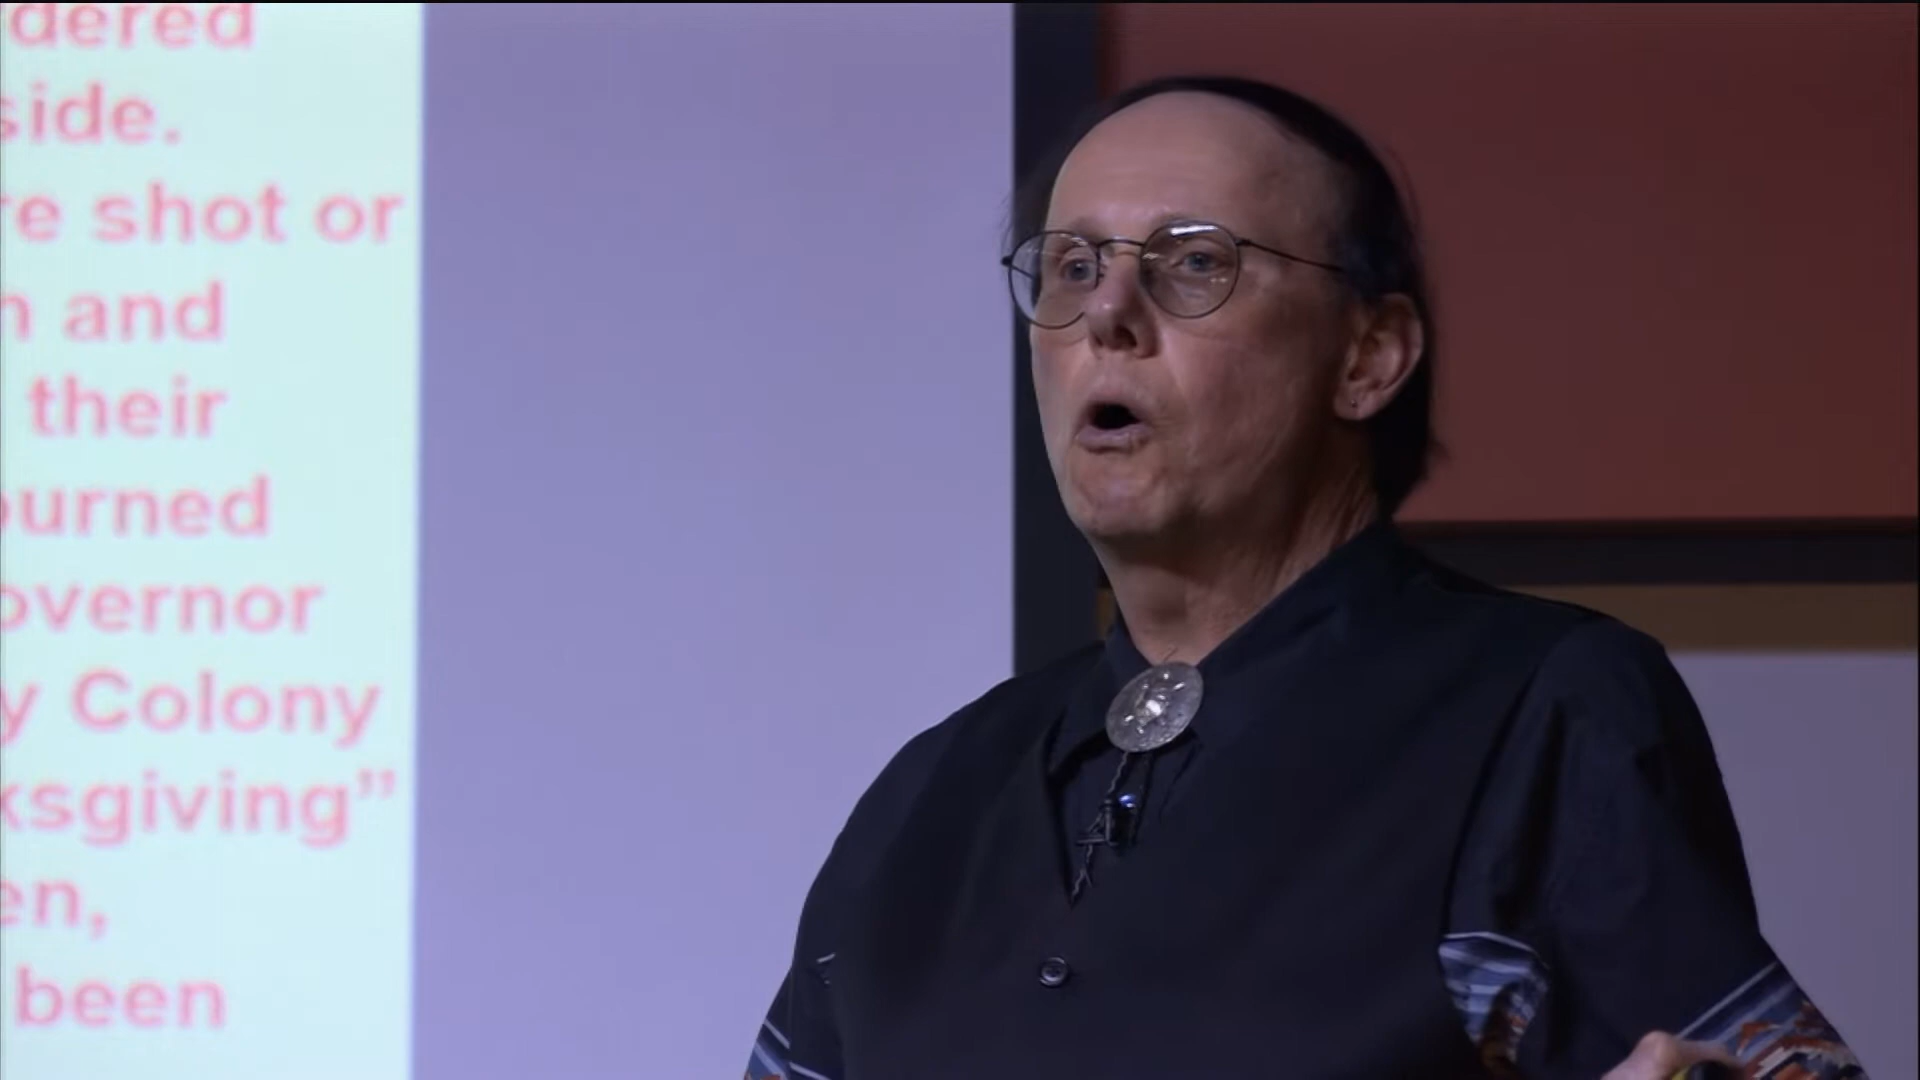 dered
side.
re shot or
n and
their
urned
overnor
y Colony
ksgiving”
en,
been